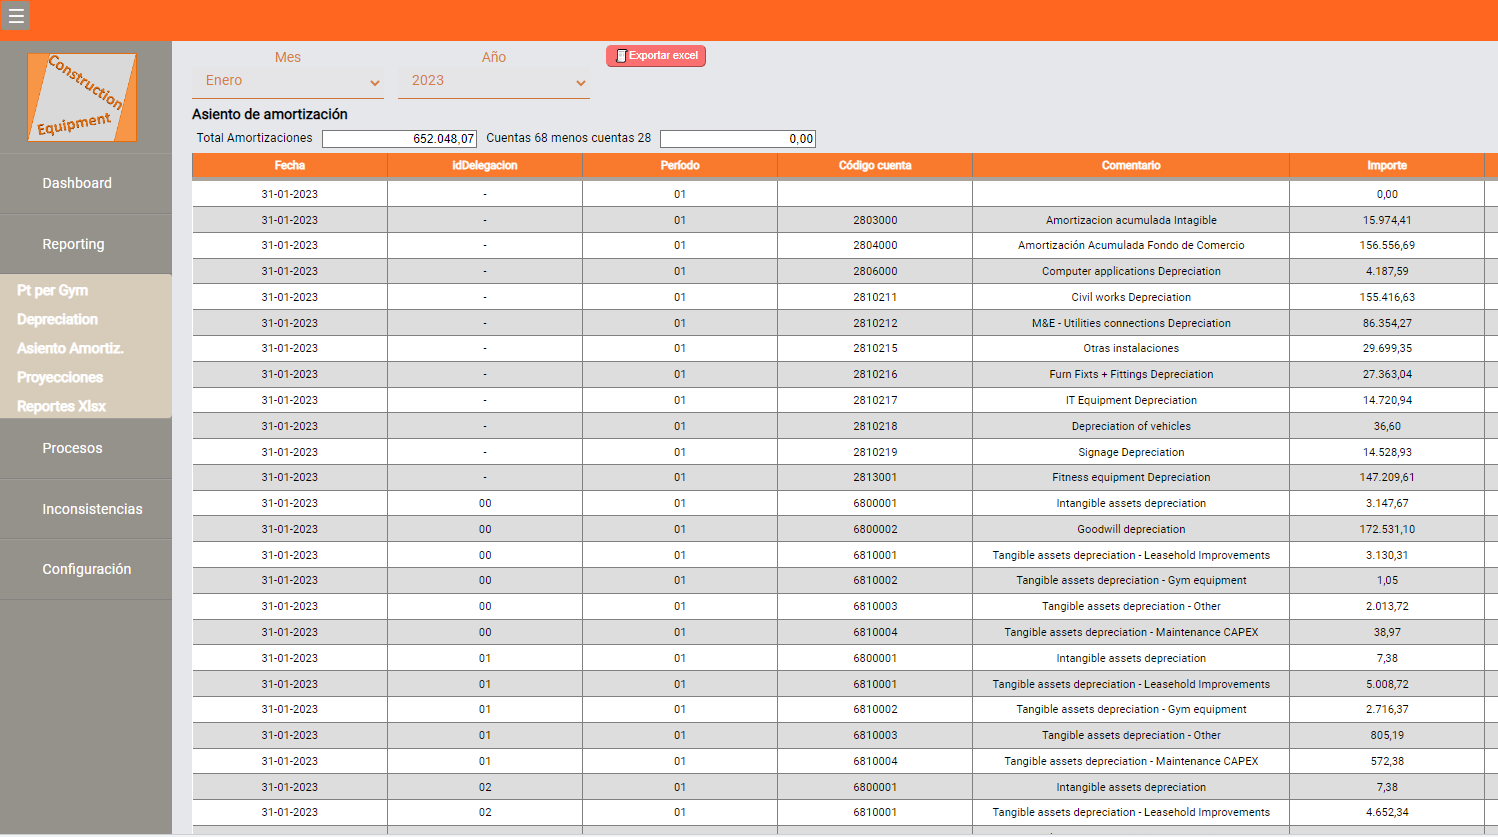 ☰
Construction
Equipment
Dashboard
Reporting
Pt per Gym
Depreciation
Asiento Amortiz.
Proyecciones
Reportes Xlsx
Procesos
Inconsistencias
Configuración
Mes Año Exportar excel
Enero 2023
Asiento de amortización
Total Amortizaciones 652.048,07 Cuentas 68 menos cuentas 28 0,00
Fecha idDelegacion Período Código cuenta Comentario Importe
31-01-2023 - 01 0,00
31-01-2023 - 01 2803000 Amortizacion acumulada Intagible 15.974,41
31-01-2023 - 01 2804000 Amortización Acumulada Fondo de Comercio 156.556,69
31-01-2023 - 01 2806000 Computer applications Depreciation 4.187,59
31-01-2023 - 01 2810211 Civil works Depreciation 155.416,63
31-01-2023 - 01 2810212 M&E - Utilities connections Depreciation 86.354,27
31-01-2023 - 01 2810215 Otras instalaciones 29.699,35
31-01-2023 - 01 2810216 Furn Fixts + Fittings Depreciation 27.363,04
31-01-2023 - 01 2810217 IT Equipment Depreciation 14.720,94
31-01-2023 - 01 2810218 Depreciation of vehicles 36,60
31-01-2023 - 01 2810219 Signage Depreciation 14.528,93
31-01-2023 - 01 2813001 Fitness equipment Depreciation 147.209,61
31-01-2023 00 01 6800001 Intangible assets depreciation 3.147,67
31-01-2023 00 01 6800002 Goodwill depreciation 172.531,10
31-01-2023 00 01 6810001 Tangible assets depreciation - Leasehold Improvements 3.130,31
31-01-2023 00 01 6810002 Tangible assets depreciation - Gym equipment 1,05
31-01-2023 00 01 6810003 Tangible assets depreciation - Other 2.013,72
31-01-2023 00 01 6810004 Tangible assets depreciation - Maintenance CAPEX 38,97
31-01-2023 01 01 6800001 Intangible assets depreciation 7,38
31-01-2023 01 01 6810001 Tangible assets depreciation - Leasehold Improvements 5.008,72
31-01-2023 01 01 6810002 Tangible assets depreciation - Gym equipment 2.716,37
31-01-2023 01 01 6810003 Tangible assets depreciation - Other 805,19
31-01-2023 01 01 6810004 Tangible assets depreciation - Maintenance CAPEX 572,38
31-01-2023 02 01 6800001 Intangible assets depreciation 7,38
31-01-2023 02 01 6810001 Tangible assets depreciation - Leasehold Improvements 4.652,34